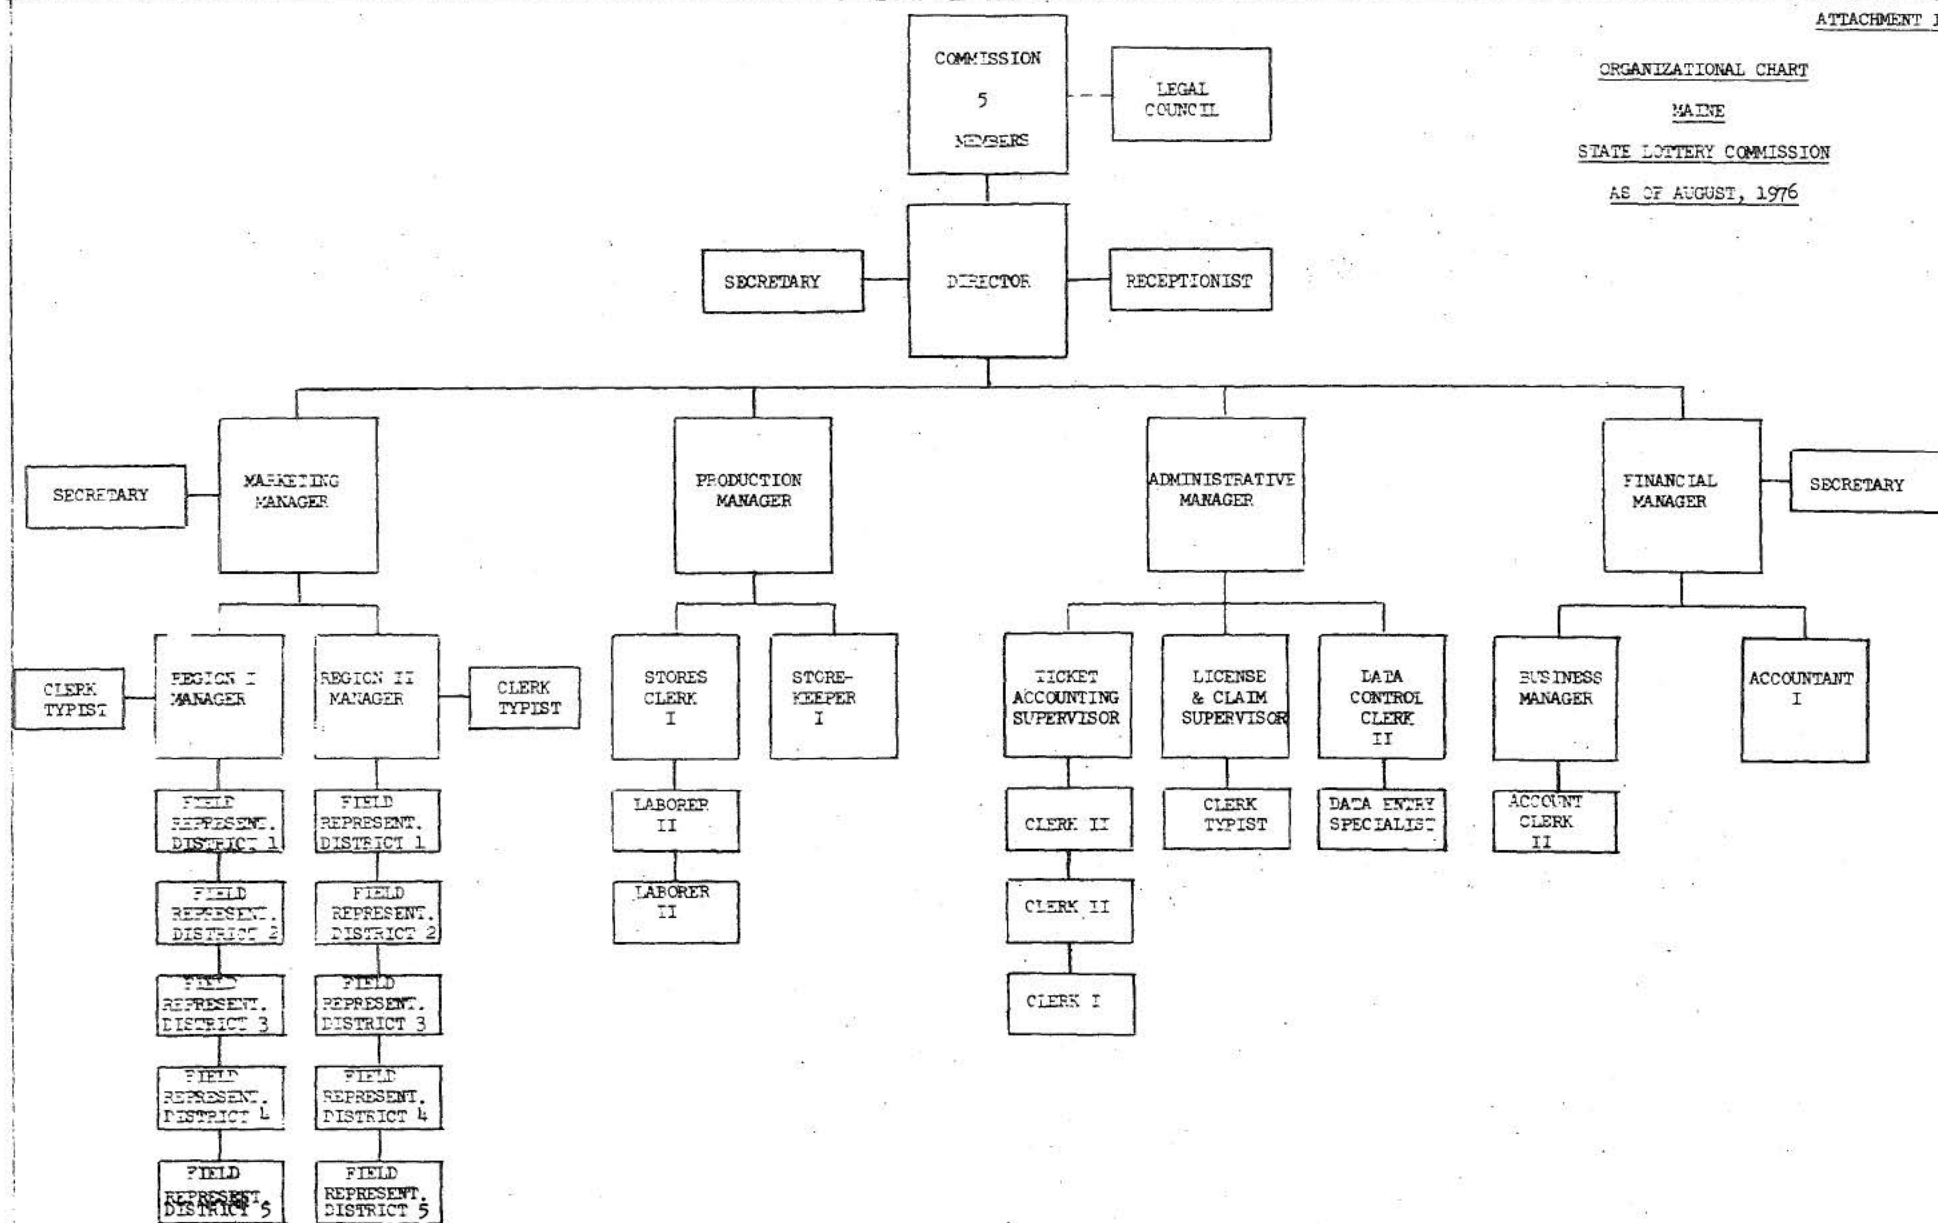 ATTACHMENT I
ORGANIZATIONAL CHART
MAINE
STATE LOTTERY COMMISSION
AS OF AUGUST, 1976
COMMISSION
5
MEMBERS
LEGAL
COUNCIL
SECRETARY
DIRECTOR
RECEPTIONIST
SECRETARY
MARKETING
MANAGER
PRODUCTION
MANAGER
ADMINISTRATIVE
MANAGER
FINANCIAL
MANAGER
SECRETARY
CLERK
TYPIST
REGION I
MANAGER
REGION II
MANAGER
CLERK
TYPIST
STORES
CLERK
I
STORE-
KEEPER
I
TICKET
ACCOUNTING
SUPERVISOR
LICENSE
& CLAIM
SUPERVISOR
DATA
CONTROL
CLERK
II
BUSINESS
MANAGER
ACCOUNTANT
I
FIELD
REPRESENT.
DISTRICT 1
FIELD
REPRESENT.
DISTRICT 1
LABORER
II
CLERK II
CLERK
TYPIST
DATA ENTRY
SPECIALIST
ACCOUNT
CLERK
II
FIELD
REPRESENT.
DISTRICT 2
FIELD
REPRESENT.
DISTRICT 2
LABORER
II
CLERK II
FIELD
REPRESENT.
DISTRICT 3
FIELD
REPRESENT.
DISTRICT 3
CLERK I
FIELD
REPRESENT.
DISTRICT 4
FIELD
REPRESENT.
DISTRICT 4
FIELD
REPRESENT.
DISTRICT 5
FIELD
REPRESENT.
DISTRICT 5